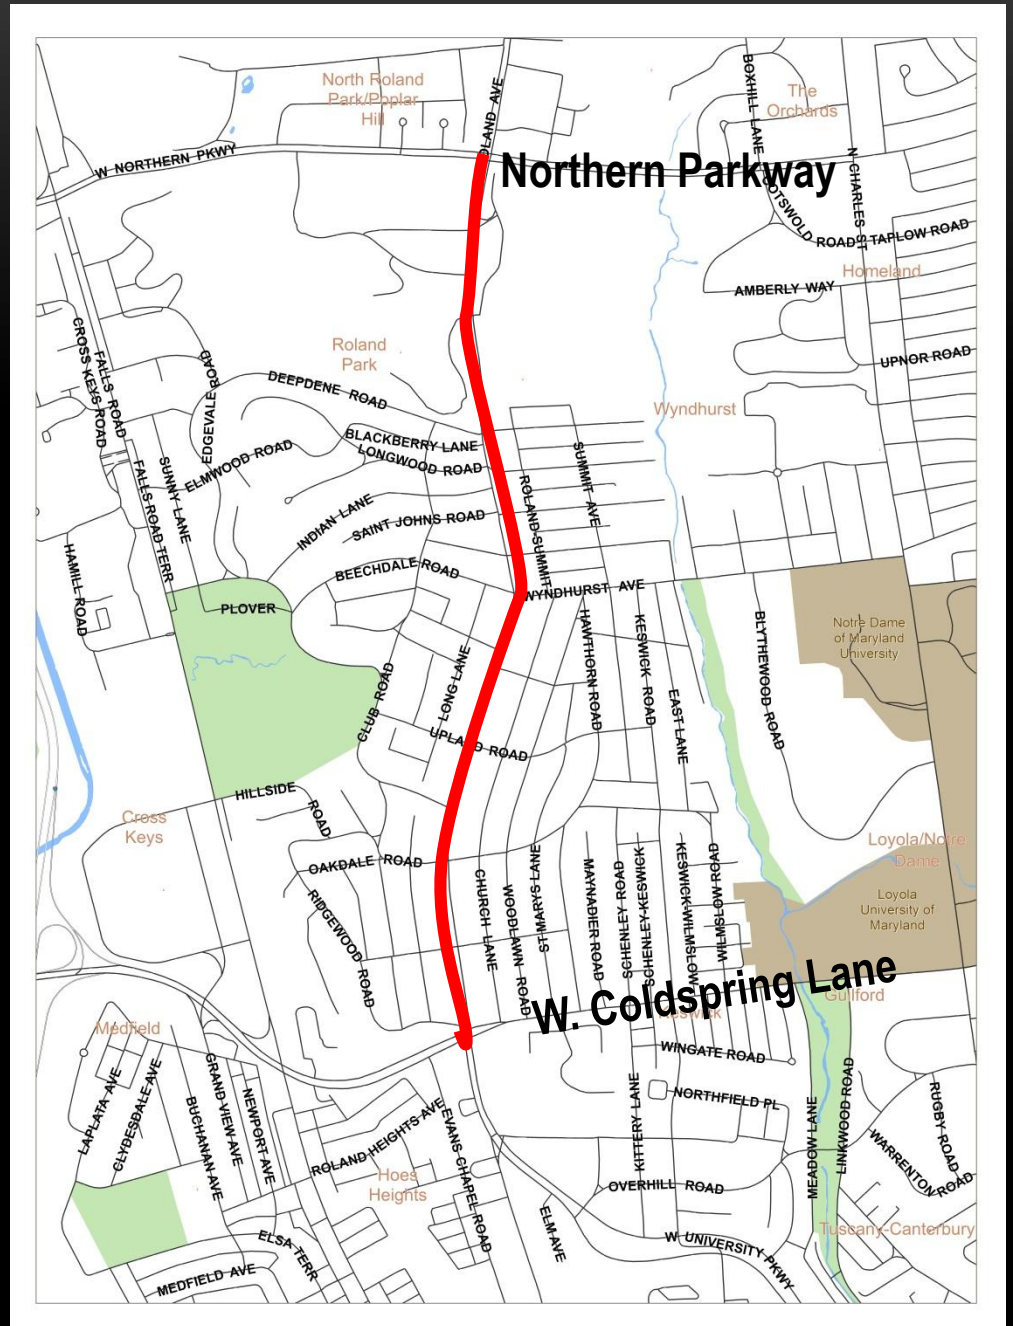 North Roland
Park/Poplar
Hill
The
Orchards
BOXHILL LANE
W NORTHERN PKWY
Northern Parkway
N CHARLES ST
COTSWOLD
ROAD
TAPLOW ROAD
Homeland
AMBERLY WAY
CROSS KEYS ROAD
FALLS ROAD
EDGEVALE ROAD
Roland
Park
UPNOR ROAD
DEEPDENE ROAD
Wyndhurst
BLACKBERRY LANE
LONGWOOD ROAD
ELMWOOD ROAD
SUNNY LANE
FALLS ROAD TERR
SUMMIT AVE
ROLAND-SUMMIT
INDIAN LANE
SAINT JOHNS ROAD
HAMILL ROAD
BEECHDALE ROAD
WYNDHURST AVE
PLOVER
Notre Dame
of Maryland
University
HAWTHORN ROAD
KESWICK ROAD
BLYTHEWOOD ROAD
CLUB ROAD
LONG LANE
EAST LANE
UPLAND ROAD
HILLSIDE
ROAD
Cross
Keys
OAKDALE ROAD
Loyola/Notre
Dame
Loyola
University of
Maryland
RIDGEWOOD ROAD
CHURCH LANE
WOODLAWN ROAD
ST MARYS LANE
MAYNADIER ROAD
SCHENLEY ROAD
SCHENLEY-KESWICK
KESWICK-WILMSLOW
WILMSLOW ROAD
W. Coldspring Lane
Guilford
Keswick
Medfield
WINGATE ROAD
LAPLATA AVE
CLYDESDALE AVE
GRAND VIEW AVE
BUCHANAN AVE
NEWPORT AVE
NORTHFIELD PL
KITTERY LANE
MEADOW LANE
LINKWOOD ROAD
RUGBY ROAD
WARRENTON ROAD
ROLAND HEIGHTS AVE
EVANS CHAPEL ROAD
Hoes
Heights
OVERHILL ROAD
ELM AVE
Tuscany-Canterbury
W UNIVERSITY PKWY
ELSA TERR
MEDFIELD AVE